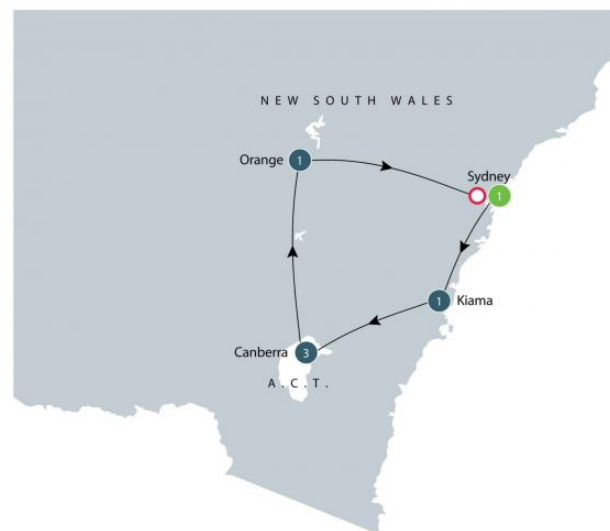 NEW SOUTH WALES
Orange 1
Sydney
1
1 Kiama
Canberra 3
A.C.T.